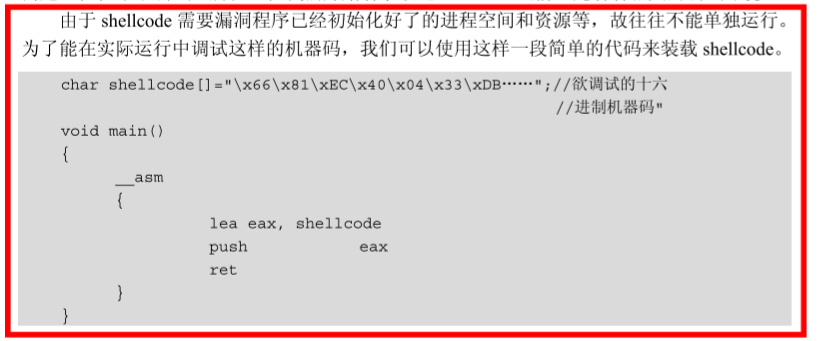 由于 shellcode 需要漏洞程序已经初始化好了的进程空间和资源等，故往往不能单独运行。
为了能在实际运行中调试这样的机器码，我们可以使用这样一段简单的代码来装载 shellcode。
char shellcode[]="\x66\x81\xEC\x40\x04\x33\xDB……";//欲调试的十六
//进制机器码"
void main()
{
__asm
{
lea eax, shellcode
push eax
ret
}
}